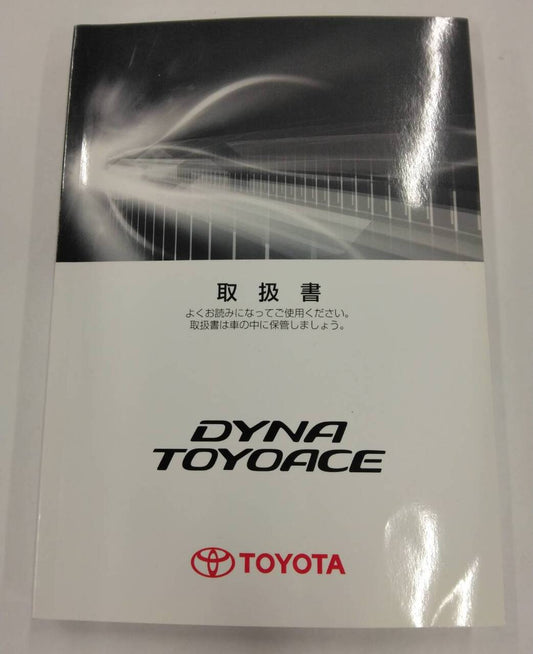 取扱書
よくお読みになってご使用ください。
取扱書は車の中に保管しましょう。
DYNA
TOYOACE
TOYOTA